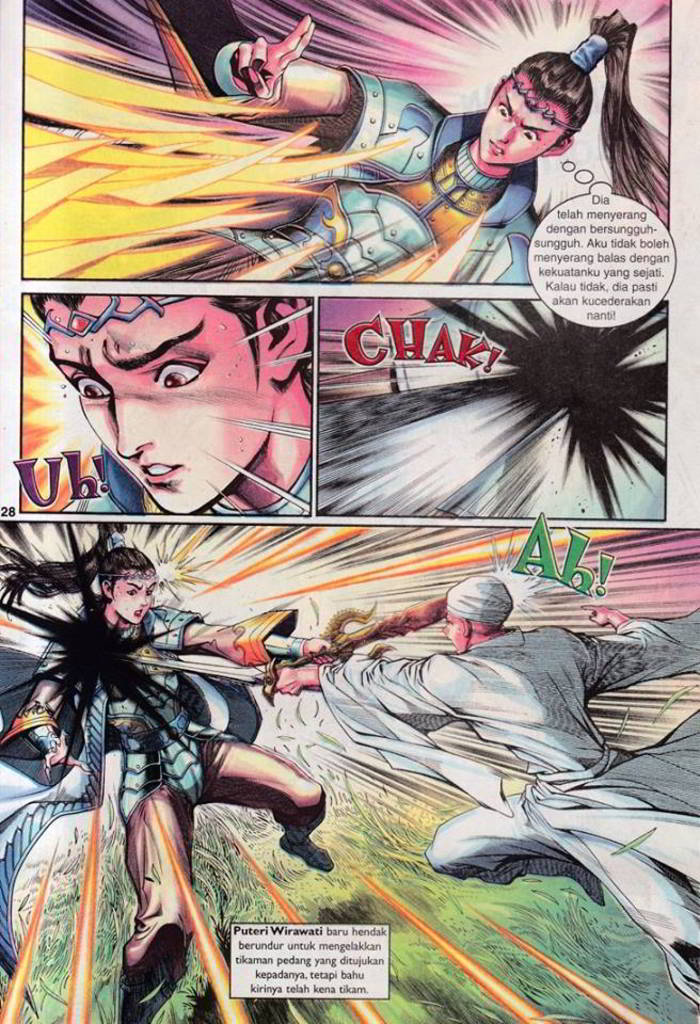 Dia
telah menyerang
dengan bersungguh-
sungguh. Aku tidak boleh
menyerang balas dengan
kekuatanku yang sejati.
Kalau tidak, dia pasti
akan kucederakan
nanti!
CHAK!
Uh!
28
Ah!
Puteri Wirawati baru hendak
berundur untuk mengelakkan
tikaman pedang yang ditujukan
kepadanya, tetapi bahu
kirinya telah kena tikam.